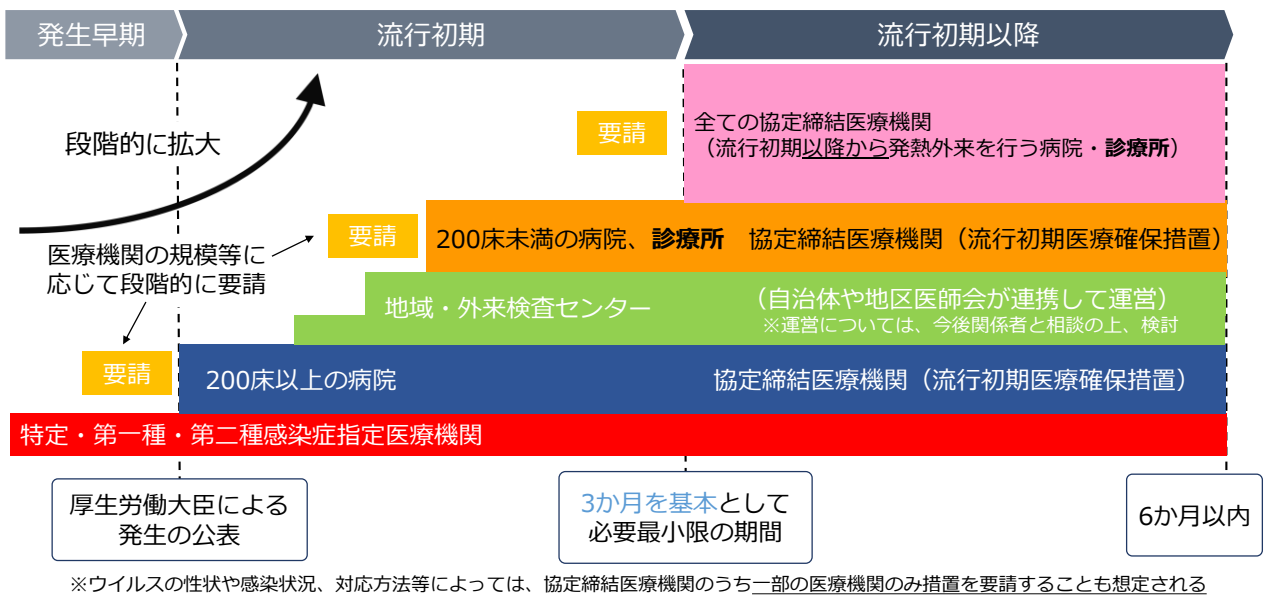 発生早期
流行初期
流行初期以降
段階的に拡大
要請
全ての協定締結医療機関
（流行初期以降から発熱外来を行う病院・診療所）
医療機関の規模等に
応じて段階的に要請
要請
200床未満の病院、診療所　協定締結医療機関（流行初期医療確保措置）
地域・外来検査センター　（自治体や地区医師会が連携して運営）
※運営については、今後関係者と相談の上、検討
要請
200床以上の病院　協定締結医療機関（流行初期医療確保措置）
特定・第一種・第二種感染症指定医療機関
厚生労働大臣による
発生の公表
3か月を基本として
必要最小限の期間
6か月以内
※ウイルスの性状や感染状況、対応方法等によっては、協定締結医療機関のうち一部の医療機関のみ措置を要請することも想定される